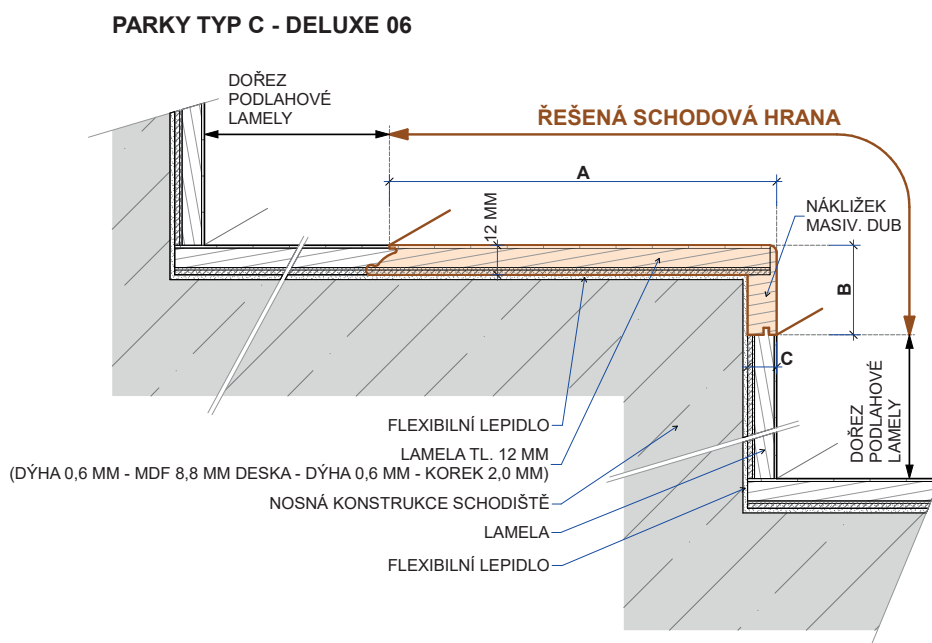 PARKY TYP C - DELUXE 06
DOŘEZ
PODLAHOVÉ
LAMELY
ŘEŠENÁ SCHODOVÁ HRANA
A
12 MM
NÁKLIŽEK
MASIV. DUB
B
C
DOŘEZ
PODLAHOVÉ
LAMELY
FLEXIBILNÍ LEPIDLO
LAMELA TL. 12 MM
(DÝHA 0,6 MM - MDF 8,8 MM DESKA - DÝHA 0,6 MM - KOREK 2,0 MM)
NOSNÁ KONSTRUKCE SCHODIŠTĚ
LAMELA
FLEXIBILNÍ LEPIDLO